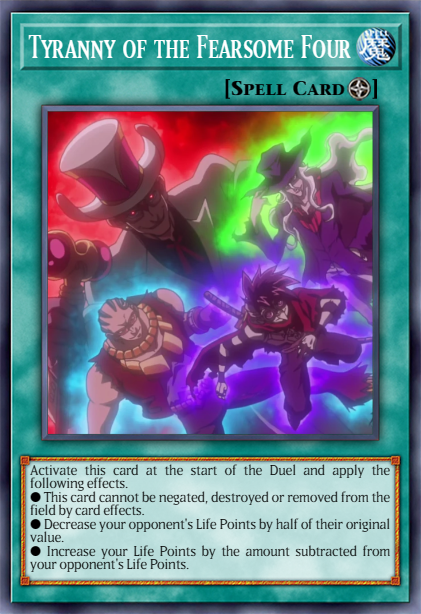 Tyranny of the Fearsome Four 魔
[Spell Card]
Activate this card at the start of the Duel and apply the
following effects.
● This card cannot be negated, destroyed or removed from the
field by card effects.
● Decrease your opponent's Life Points by half of their original
value.
● Increase your Life Points by the amount subtracted from
your opponent's Life Points.